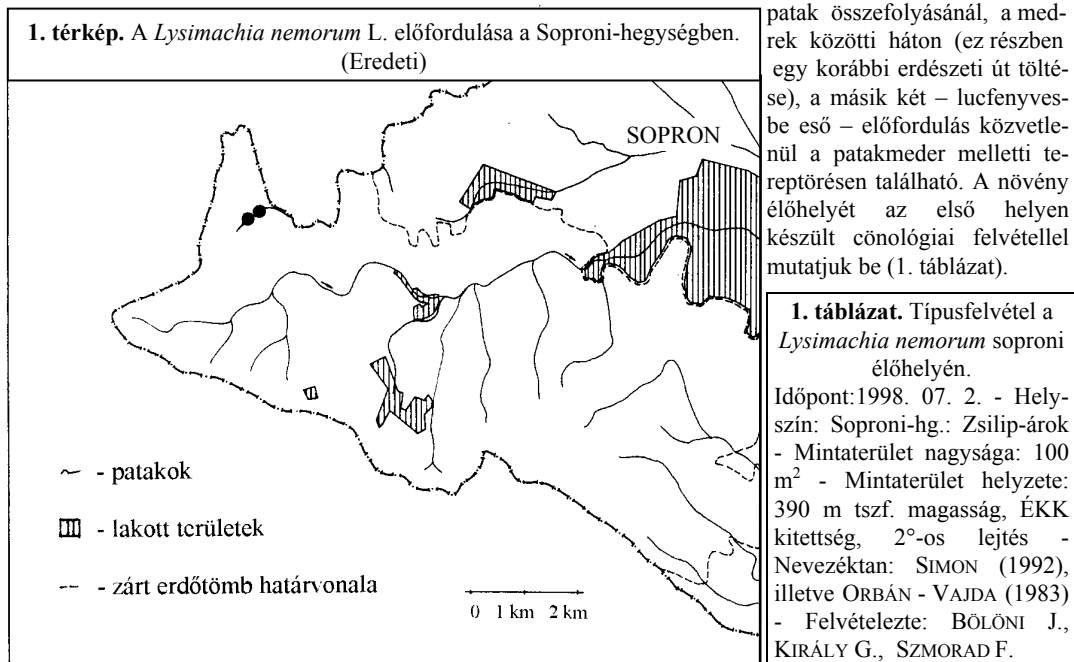 1. térkép. A Lysimachia nemorum L. előfordulása a Soproni-hegységben.
(Eredeti)
SOPRON
- patakok
- lakott területek
- zárt erdőtömb határvonala
0 1 km 2 km
patak összefolyásánál, a med-
rek közötti háton (ez részben
egy korábbi erdészeti út tölté-
se), a másik két – lucfenyves-
be eső – előfordulás közvetle-
nül a patakmeder melletti te-
reptörésen található. A növény
élőhelyét az első helyen
készült cönológiai felvétellel
mutatjuk be (1. táblázat).
1. táblázat. Típusfelvétel a
Lysimachia nemorum soproni
élőhelyén.
Időpont:1998. 07. 2. - Hely-
szín: Soproni-hg.: Zsilip-árok
- Mintaterület nagysága: 100
m² - Mintaterület helyzete:
390 m tszf. magasság, ÉKK
kitettség, 2°-os lejtés -
Nevezéktan: SIMON (1992),
illetve ORBÁN - VAJDA (1983)
- Felvételezte: BÖLÖNI J.,
KIRÁLY G., SZMORAD F.